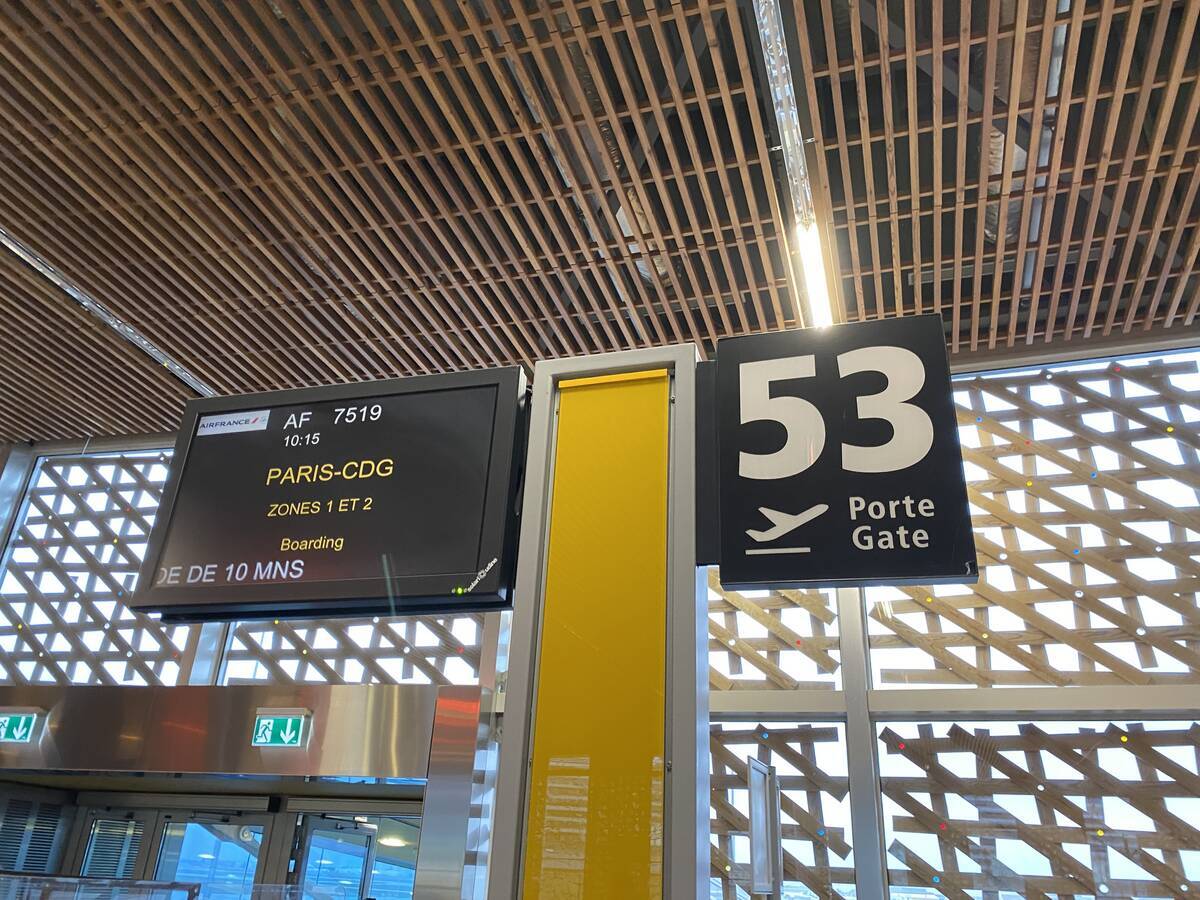 AIRFRANCE
AF 7519
10:15
PARIS-CDG
ZONES 1 ET 2
Boarding
DE DE 10 MNS
53
Porte
Gate